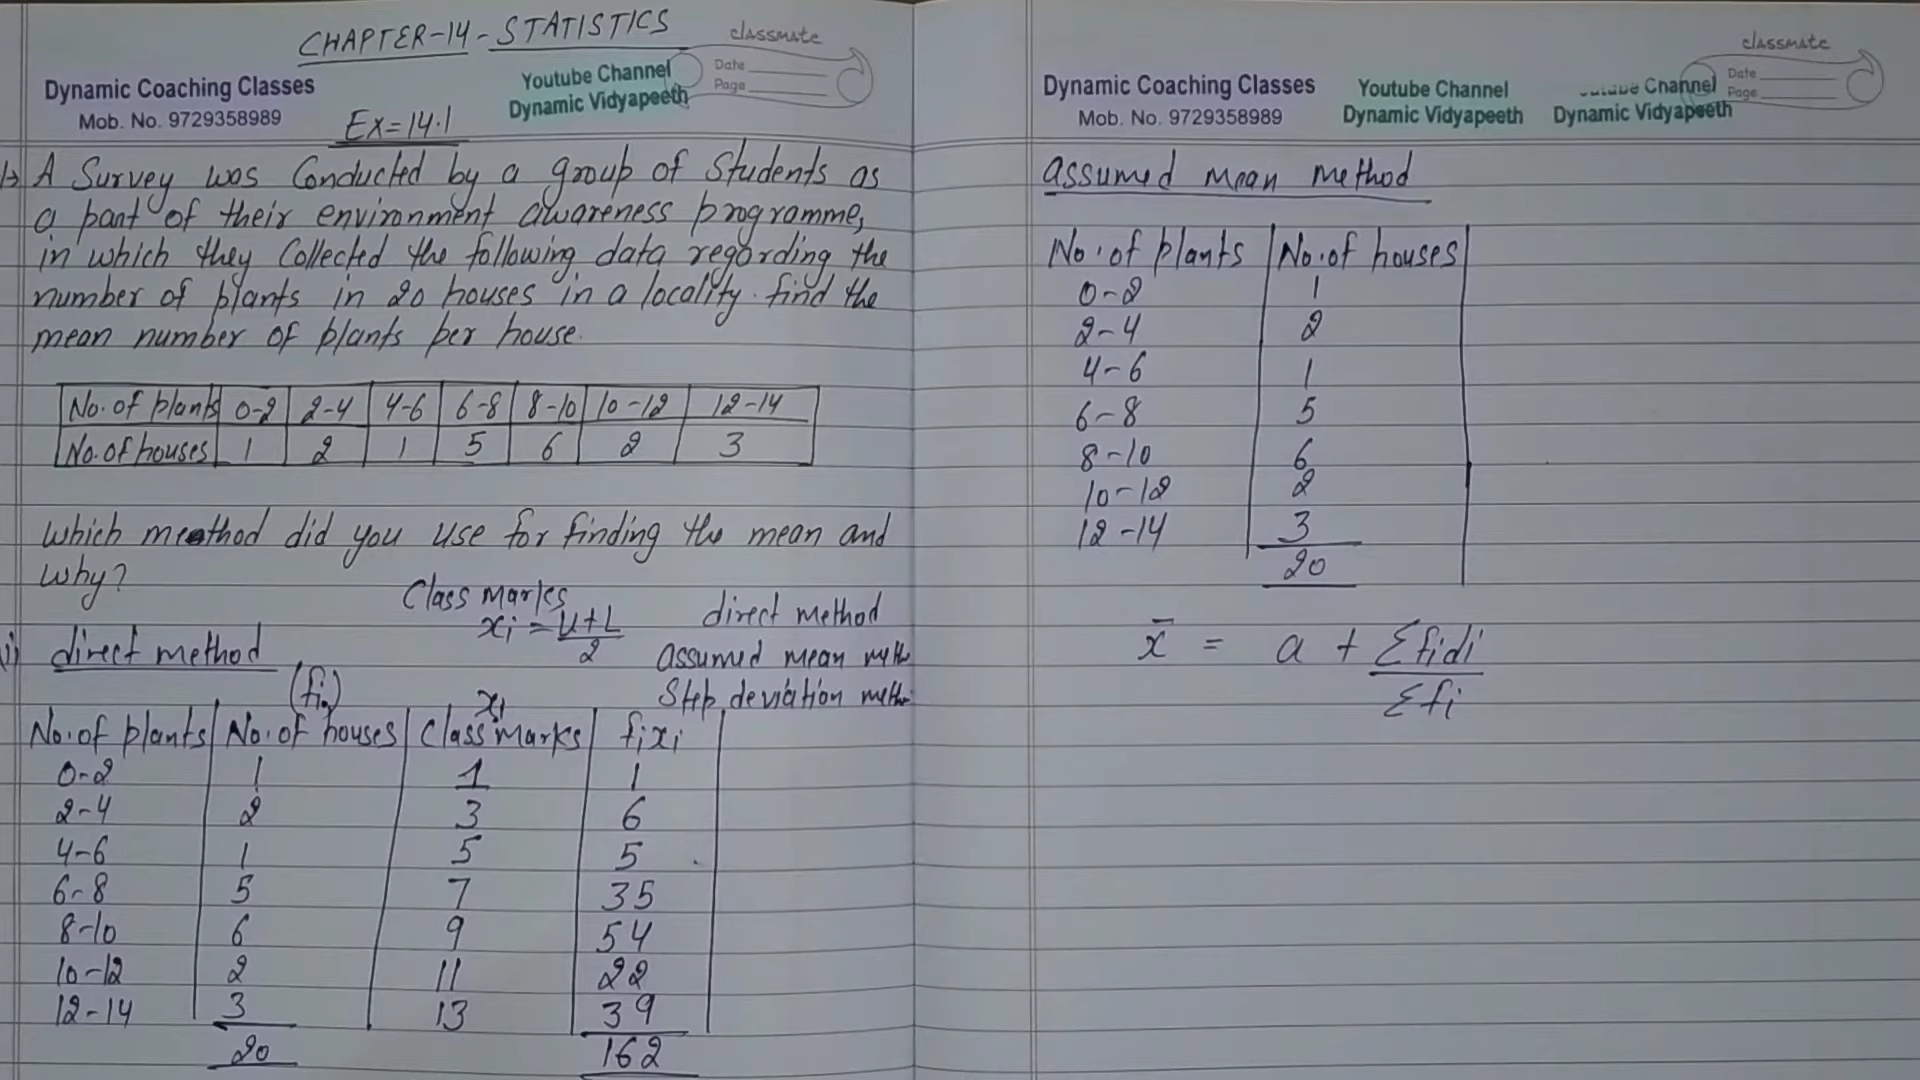 CHAPTER-14-STATISTICS
classmate
Date
Page
Dynamic Coaching Classes
Mob. No. 9729358989
Youtube Channel
Dynamic Vidyapeeth
Ex=14.1
1→ A Survey was Conducted by a group of Students as
a part of their environment awareness programme,
in which they Collected the following data regarding the
number of plants in 20 houses in a locality. find the
mean number of plants per house.
No. of plants 0-2 2-4 4-6 6-8 8-10 10-12 12-14
No. of houses 1 2 1 5 6 2 3
which meathod did you use for finding the mean and
why?
Class marks
xi = U+L
2
direct method
assumed mean meth
Step deviation meth
(i) direct method
(fi) xi
No. of plants No. of houses Class Marks fixi
0-2 1 1 1
2-4 2 3 6
4-6 1 5 5
6-8 5 7 35
8-10 6 9 54
10-12 2 11 22
12-14 3 13 39
20 162
classmate
Date
Page
Dynamic Coaching Classes
Mob. No. 9729358989
Youtube Channel
Dynamic Vidyapeeth
Channel
Dynamic Vidyapeeth
assumed mean method
No. of plants No. of houses
0-2 1
2-4 2
4-6 1
6-8 5
8-10 6
10-12 2
12-14 3
20
x̄ = a + Σfidi
Σfi